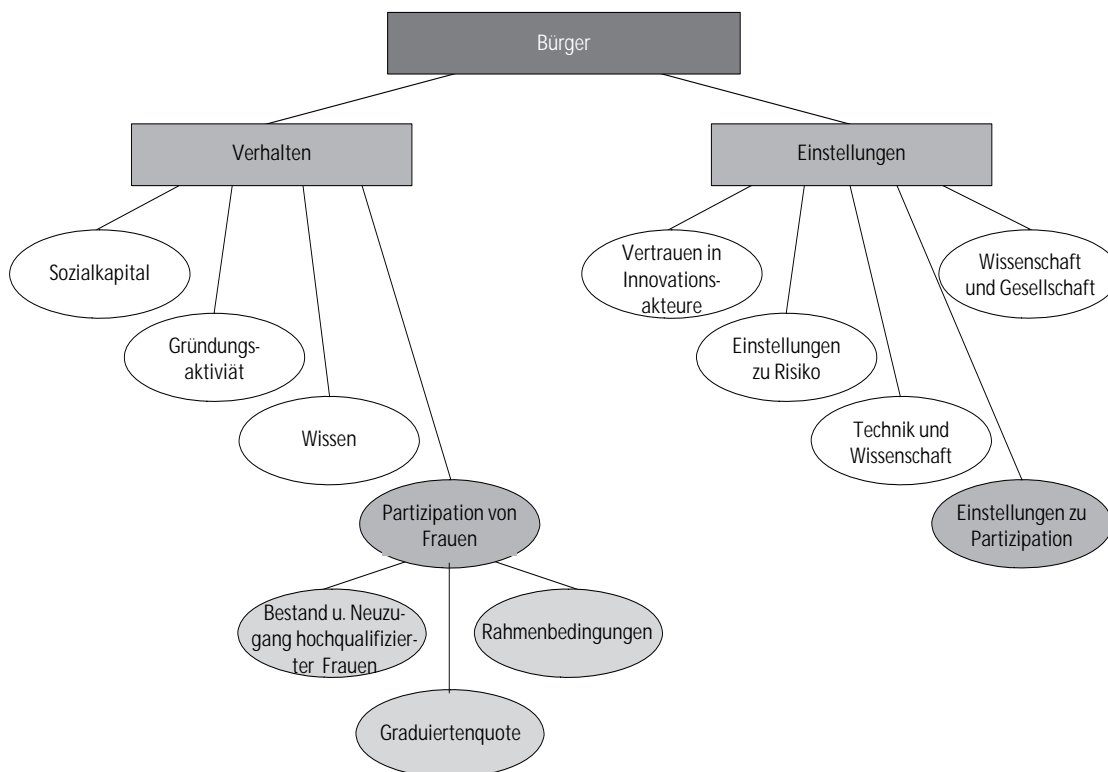 Bürger
Verhalten
Einstellungen
Sozialkapital
Gründungs-
aktiviät
Wissen
Partizipation von
Frauen
Bestand u. Neuzu-
gang hochqualifizier-
ter Frauen
Graduiertenquote
Rahmenbedingungen
Vertrauen in
Innovations-
akteure
Einstellungen
zu Risiko
Technik und
Wissenschaft
Einstellungen zu
Partizipation
Wissenschaft
und Gesellschaft